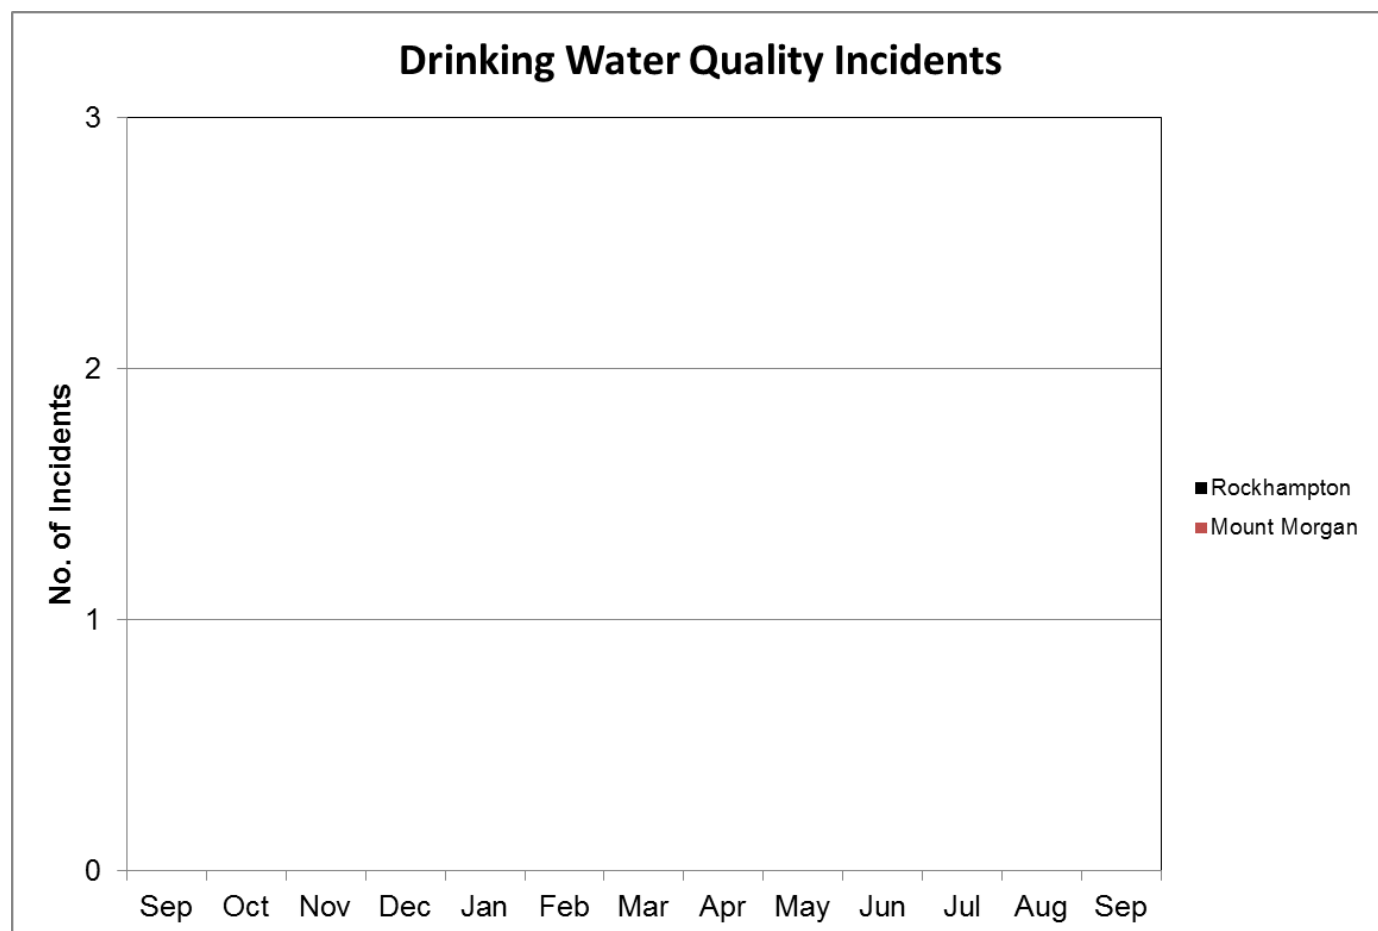 Drinking Water Quality Incidents
3
2
1
0
No. of Incidents
Sep Oct Nov Dec Jan Feb Mar Apr May Jun Jul Aug Sep
Rockhampton
Mount Morgan